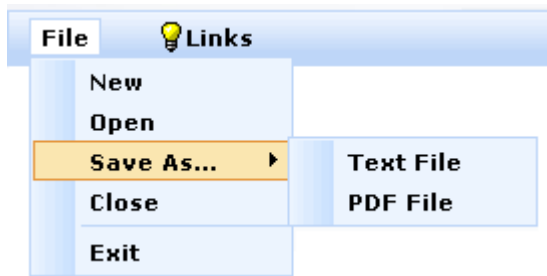 File Links
New
Open
Save As... Text File
Close PDF File
Exit